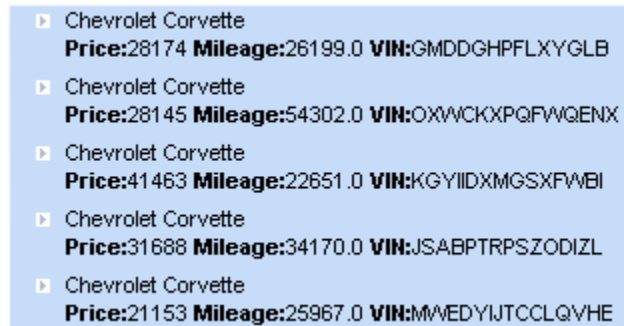 Chevrolet Corvette
Price:28174 Mileage:26199.0 VIN:GMDDGHPFLXYGLB
Chevrolet Corvette
Price:28145 Mileage:54302.0 VIN:OXWCKXPQFWQENX
Chevrolet Corvette
Price:41463 Mileage:22651.0 VIN:KGYIIDXMGSXFWBI
Chevrolet Corvette
Price:31688 Mileage:34170.0 VIN:JSABPTRPSZODIZL
Chevrolet Corvette
Price:21153 Mileage:25967.0 VIN:MWEDYIJTCCLQVHE